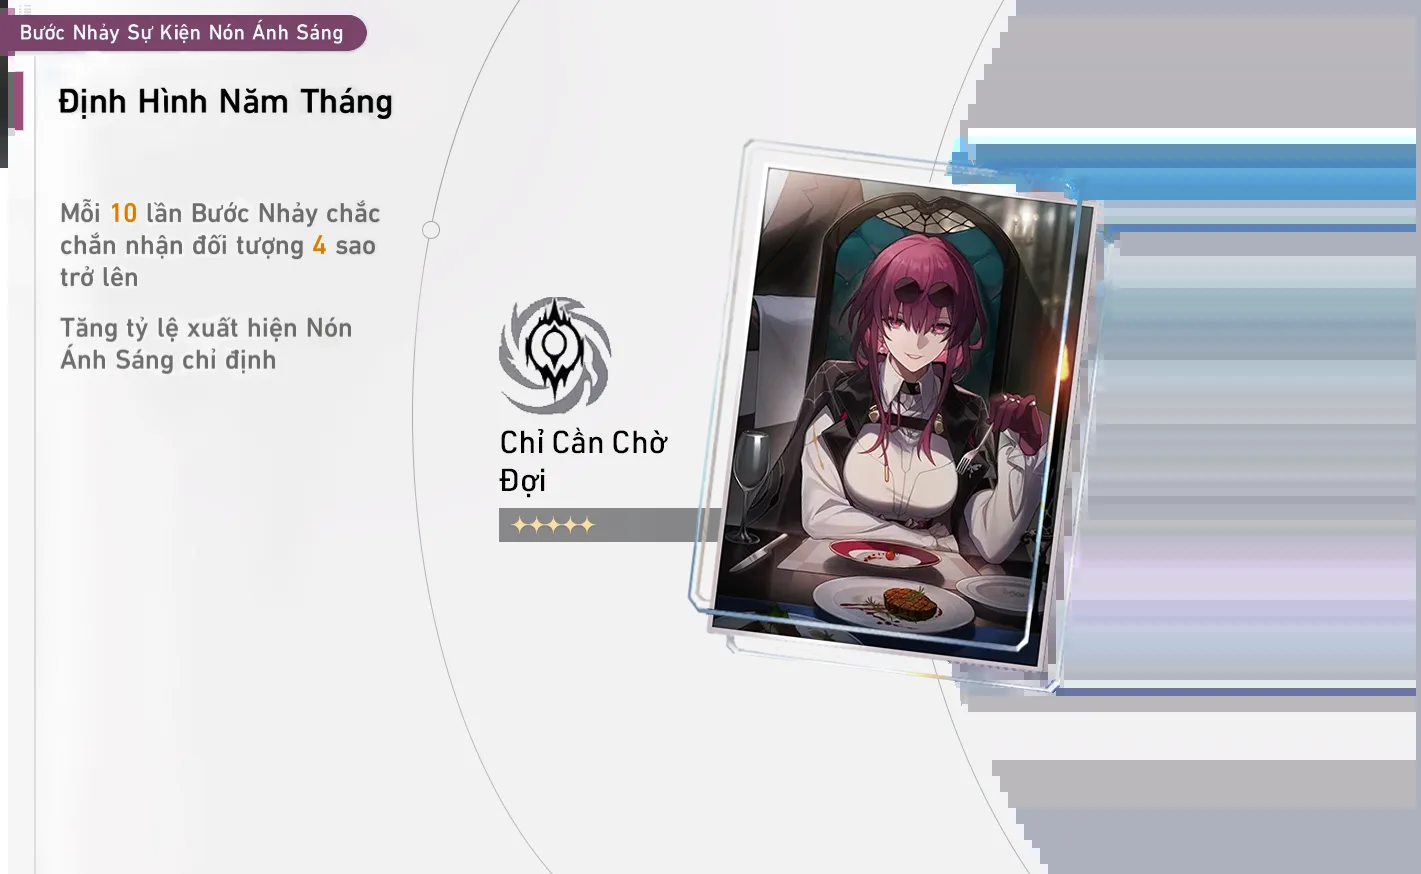 Bước Nhảy Sự Kiện Nón Ánh Sáng
Định Hình Năm Tháng
Mỗi 10 lần Bước Nhảy chắc
chắn nhận đối tượng 4 sao
trở lên
Tăng tỷ lệ xuất hiện Nón
Ánh Sáng chỉ định
Chỉ Cần Chờ
Đợi